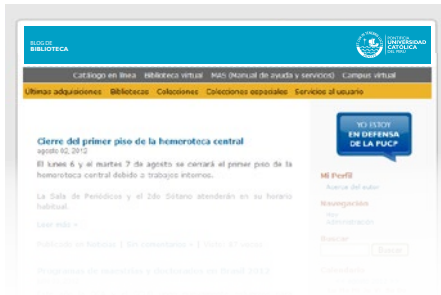 BLOG DE
BIBLIOTECA
PONTIFICIA
UNIVERSIDAD
CATÓLICA
DEL PERÚ
Catálogo en línea Biblioteca virtual MAS (Manual de ayuda y servicios) Campus virtual
Últimas adquisiciones Bibliotecas Colecciones Colecciones especiales Servicios al usuario
Cierre del primer piso de la hemeroteca central
agosto 02, 2012
El lunes 6 y el martes 7 de agosto se cerrará el primer piso de la
hemeroteca central debido a trabajos internos.
La Sala de Periódicos y el 2do Sótano atenderán en su horario
habitual.
Leer más »
YO ESTOY
EN DEFENSA
DE LA PUCP
Mi Perfil
Acerca del autor
Navegación
Buscar
Buscar